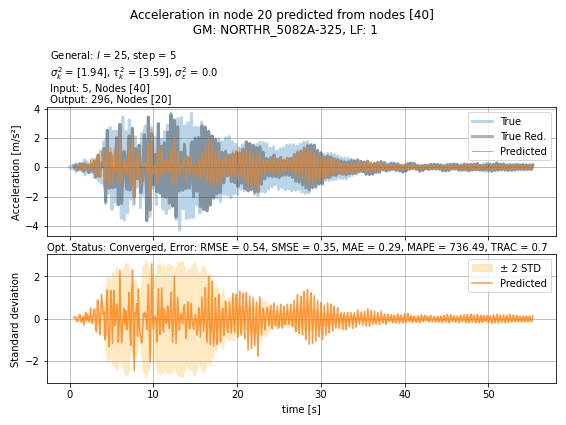 Acceleration in node 20 predicted from nodes [40]
GM: NORTHR_5082A-325, LF: 1
General: l = 25, step = 5
σ²ₖ = [1.94], τ²ₖ = [3.59], σ²ε = 0.0
Input: 5, Nodes [40]
Output: 296, Nodes [20]
Acceleration [m/s²]
4
2
0
−2
−4
True
True Red.
Predicted
Opt. Status: Converged, Error: RMSE = 0.54, SMSE = 0.35, MAE = 0.29, MAPE = 736.49, TRAC = 0.7
Standard deviation
2
0
−2
± 2 STD
Predicted
0 10 20 30 40 50
time [s]